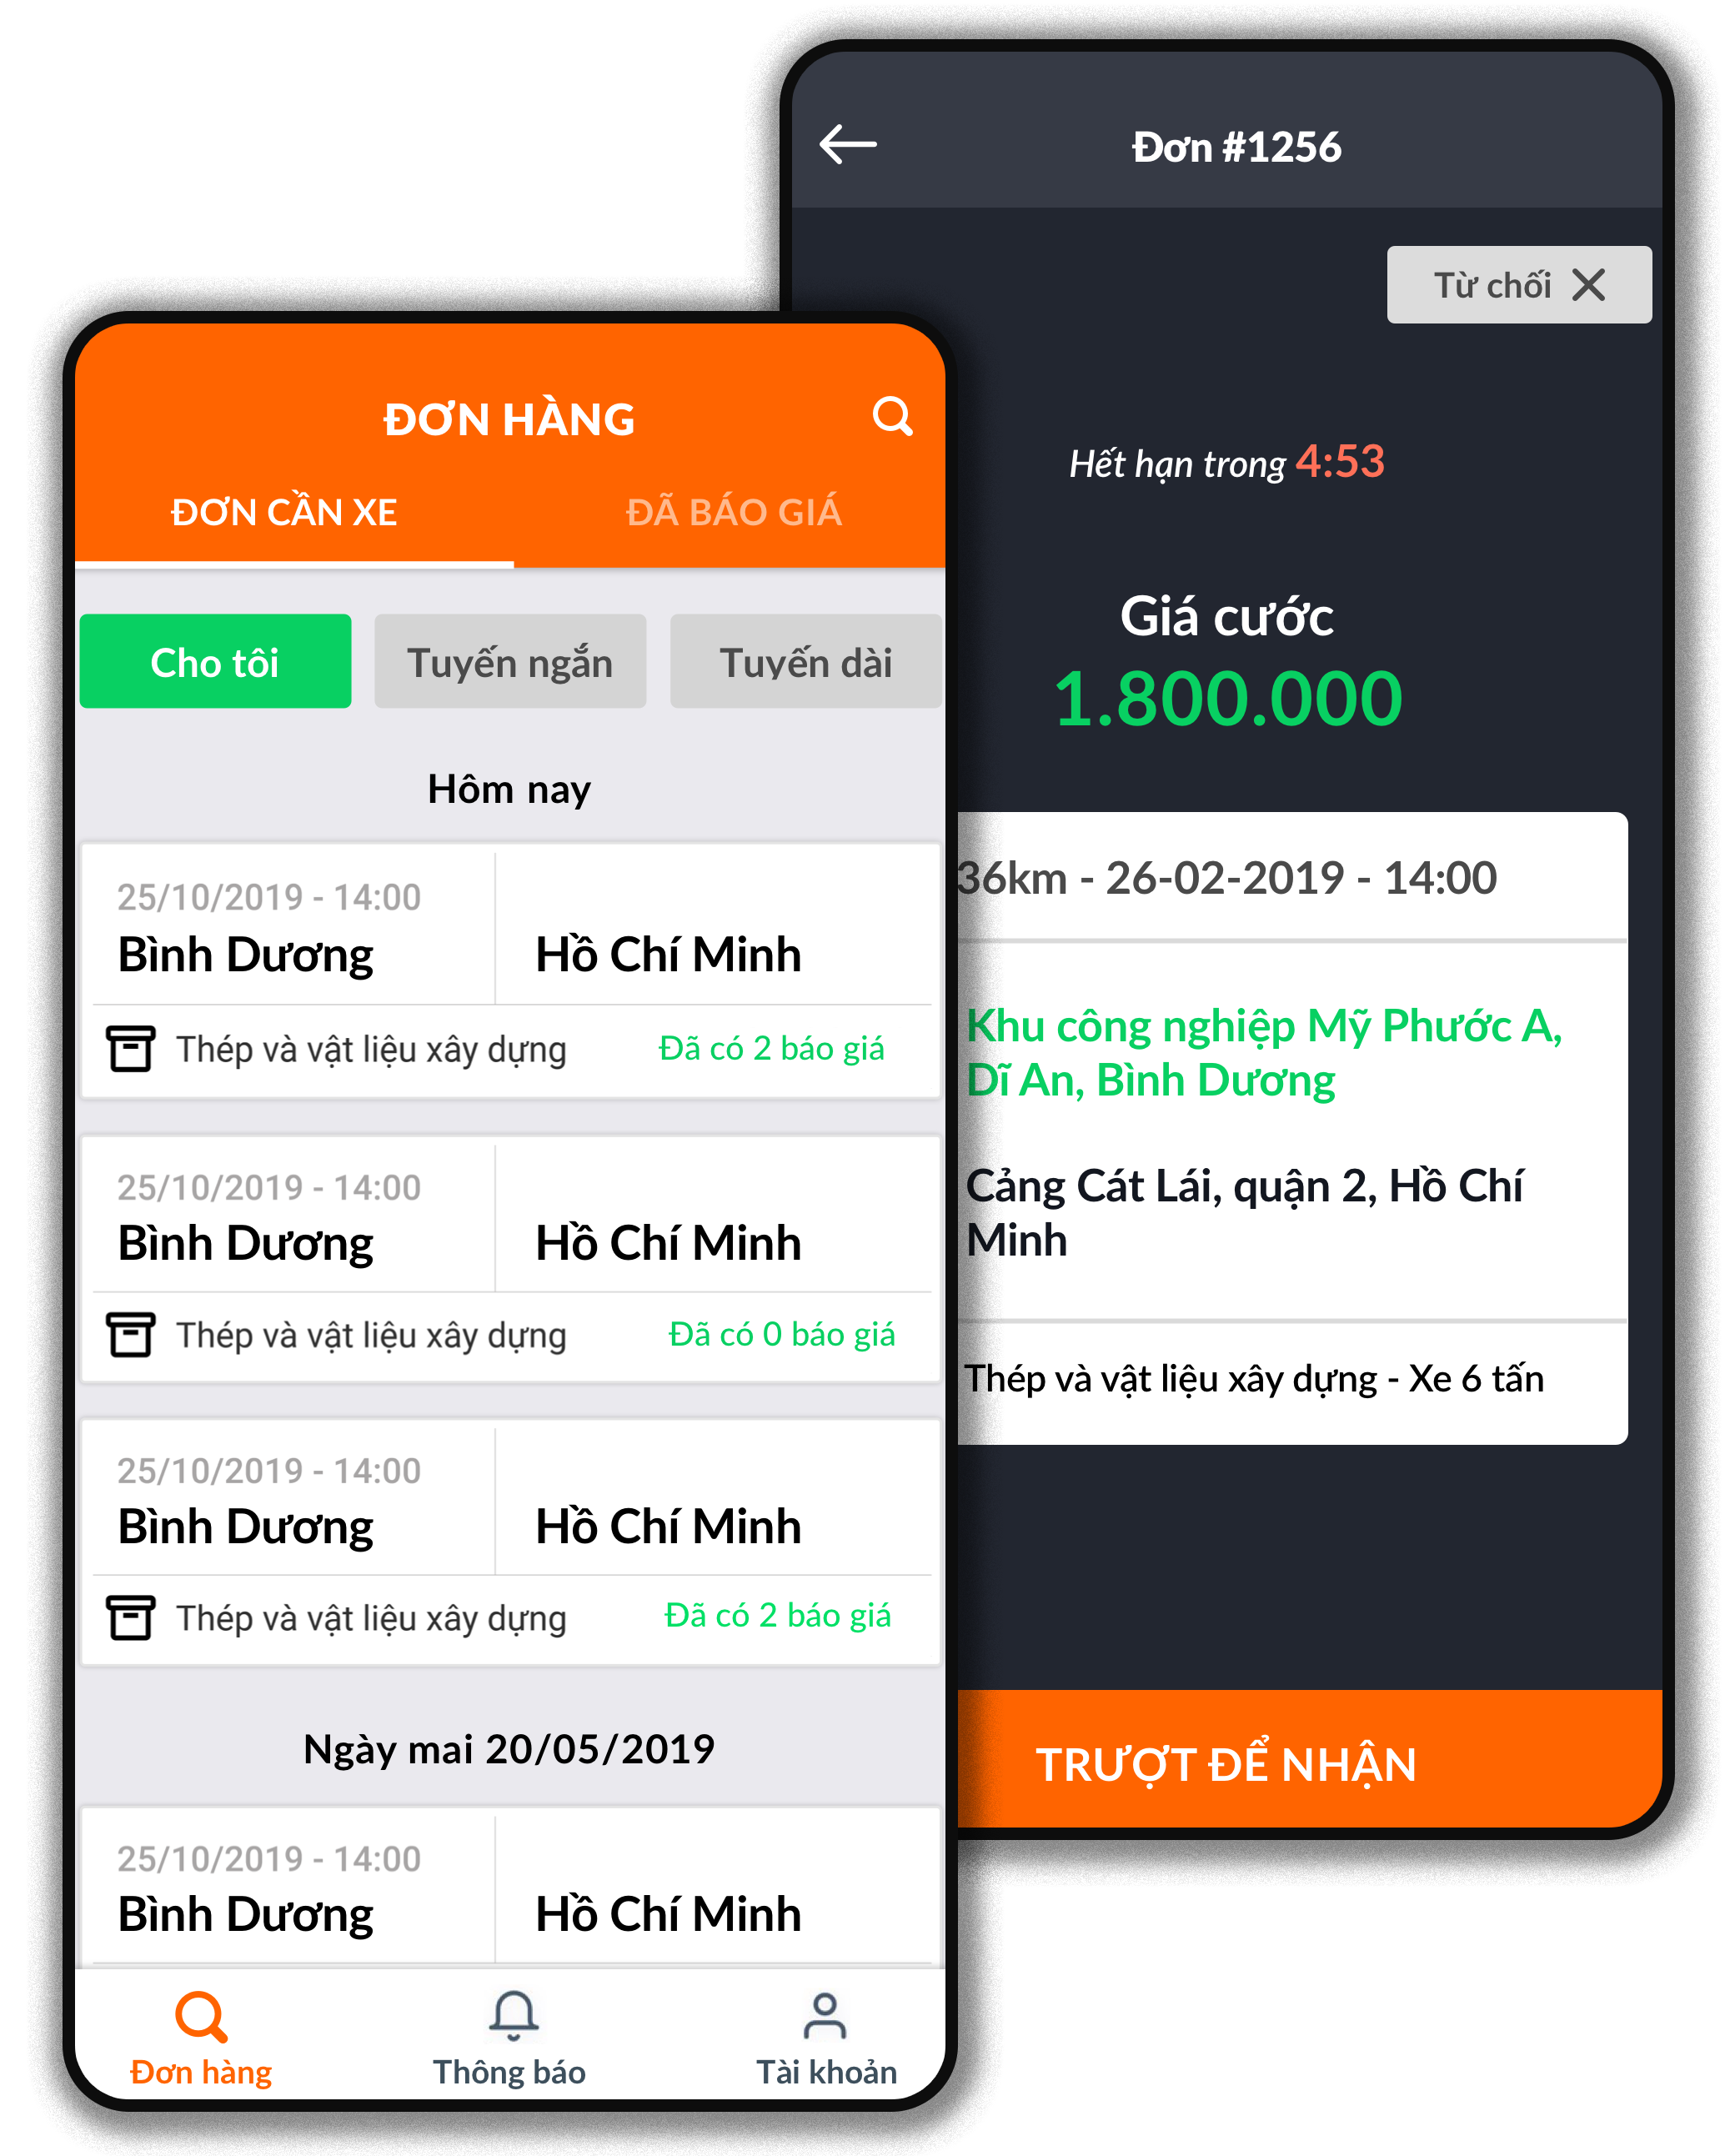 ĐƠN HÀNG
ĐƠN CẦN XE
ĐÃ BÁO GIÁ
Cho tôi
Tuyến ngắn
Tuyến dài
Hôm nay
25/10/2019 - 14:00
Bình Dương
Hồ Chí Minh
Thép và vật liệu xây dựng
Đã có 2 báo giá
25/10/2019 - 14:00
Bình Dương
Hồ Chí Minh
Thép và vật liệu xây dựng
Đã có 0 báo giá
25/10/2019 - 14:00
Bình Dương
Hồ Chí Minh
Thép và vật liệu xây dựng
Đã có 2 báo giá
Ngày mai 20/05/2019
25/10/2019 - 14:00
Bình Dương
Hồ Chí Minh
Đơn hàng
Thông báo
Tài khoản
Đơn #1256
Từ chối
Hết hạn trong 4:53
Giá cước
1.800.000
36km - 26-02-2019 - 14:00
Khu công nghiệp Mỹ Phước A,
Dĩ An, Bình Dương
Cảng Cát Lái, quận 2, Hồ Chí
Minh
Thép và vật liệu xây dựng - Xe 6 tấn
TRƯỢT ĐỂ NHẬN